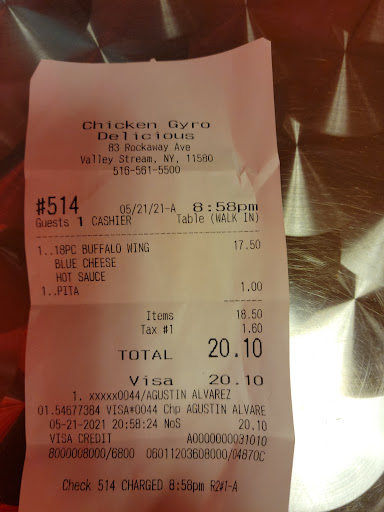 Chicken Gyro
Delicious
83 Rockaway Ave
Valley Stream, NY, 11580
516-561-5500
#514 05/21/21-A 8:58pm
Guests 1 CASHIER Table (WALK IN)
1..18PC BUFFALO WING 17.50
BLUE CHEESE
HOT SAUCE
1..PITA 1.00
Items 18.50
Tax #1 1.60
TOTAL 20.10
Visa 20.10
1. xxxxx0044/AGUSTIN ALVAREZ
01.54677384 VISA*0044 Chp AGUSTIN ALVARE
05-21-2021 20:58:24 NoS 20.10
VISA CREDIT A0000000031010
8000008000/6800 06011203608000/04870C
Check 514 CHARGED 8:58pm R2#1-A